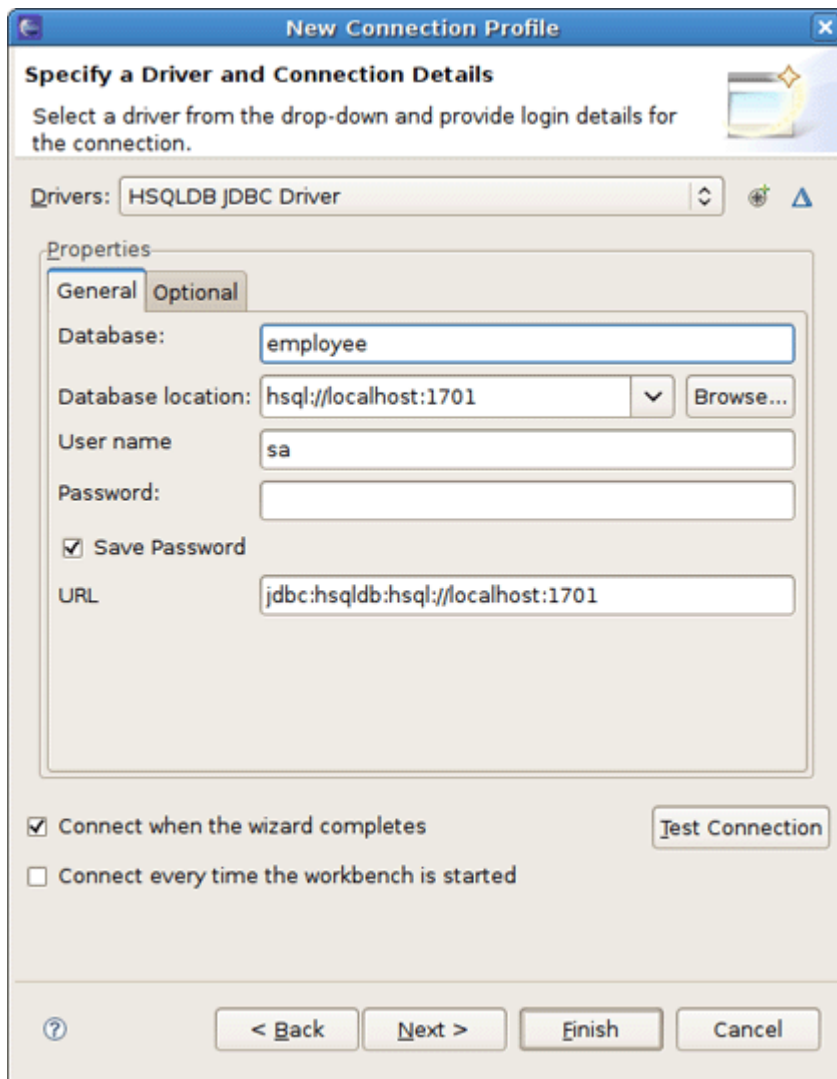 New Connection Profile
Specify a Driver and Connection Details
Select a driver from the drop-down and provide login details for
the connection.
Drivers: HSQLDB JDBC Driver
Properties
General Optional
Database: employee
Database location: hsql://localhost:1701 Browse...
User name sa
Password:
Save Password
URL jdbc:hsqldb:hsql://localhost:1701
Connect when the wizard completes Test Connection
Connect every time the workbench is started
? < Back Next > Finish Cancel